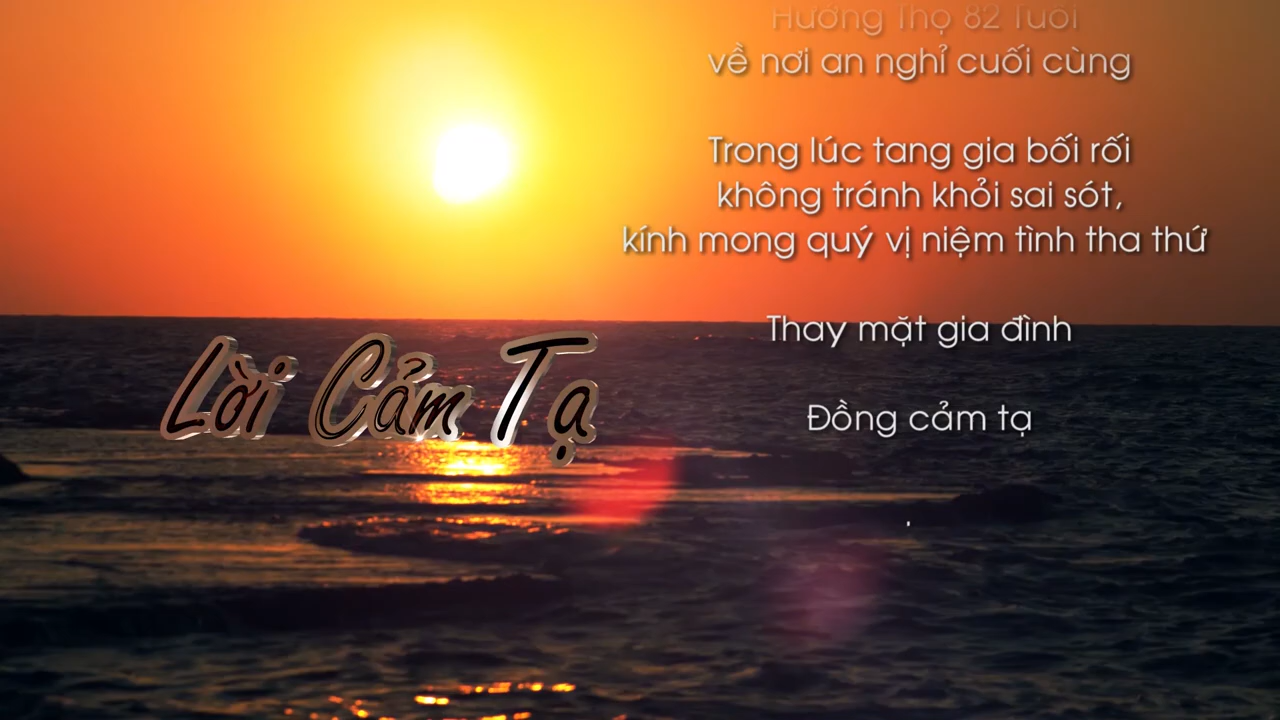 Hưởng Thọ 82 Tuổi
về nơi an nghỉ cuối cùng
Trong lúc tang gia bối rối
không tránh khỏi sai sót,
kính mong quý vị niệm tình tha thứ
Thay mặt gia đình
Đồng cảm tạ
Lời Cảm Tạ